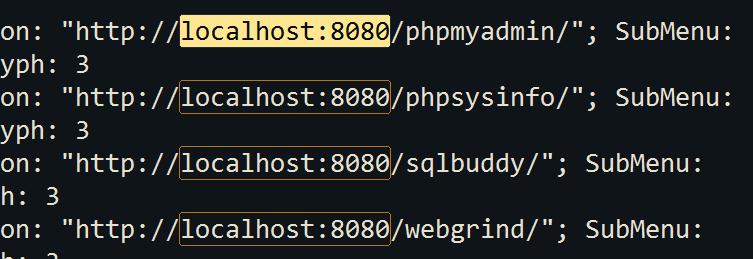 on: "http://localhost:8080/phpmyadmin/"; SubMenu:
yph: 3
on: "http://localhost:8080/phpsysinfo/"; SubMenu:
yph: 3
on: "http://localhost:8080/sqlbuddy/"; SubMenu:
h: 3
on: "http://localhost:8080/webgrind/"; SubMenu: